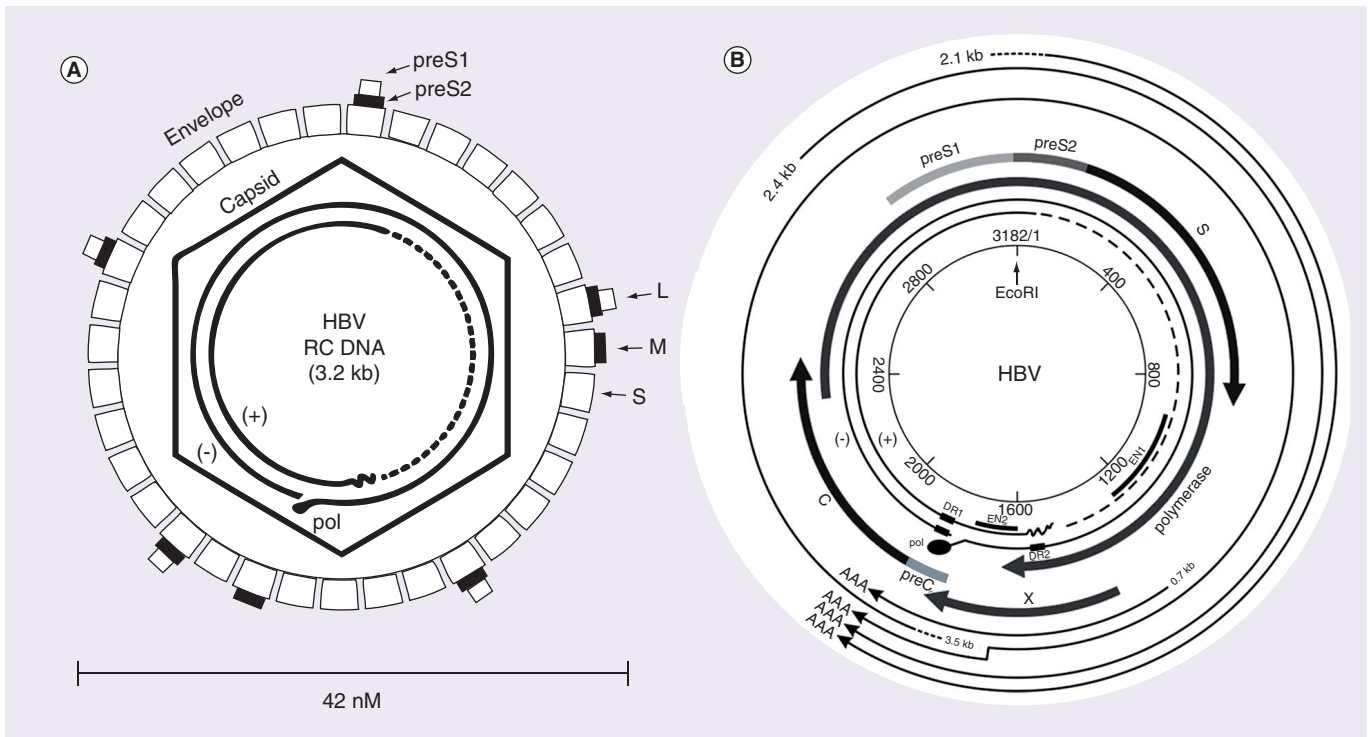 A
preS1
preS2
Envelope
Capsid
L
M
S
HBV
RC DNA
(3.2 kb)
(+)
(-)
pol
42 nM
B
2.1 kb
2.4 kb
preS1
preS2
S
3182/1
EcoRI
2800
400
2400
HBV
800
(-)
(+)
2000
1200
EN1
1600
C
DR1
EN2
pol
DR2
polymerase
preC
X
0.7 kb
3.5 kb
AAA
AAA
AAA
AAA